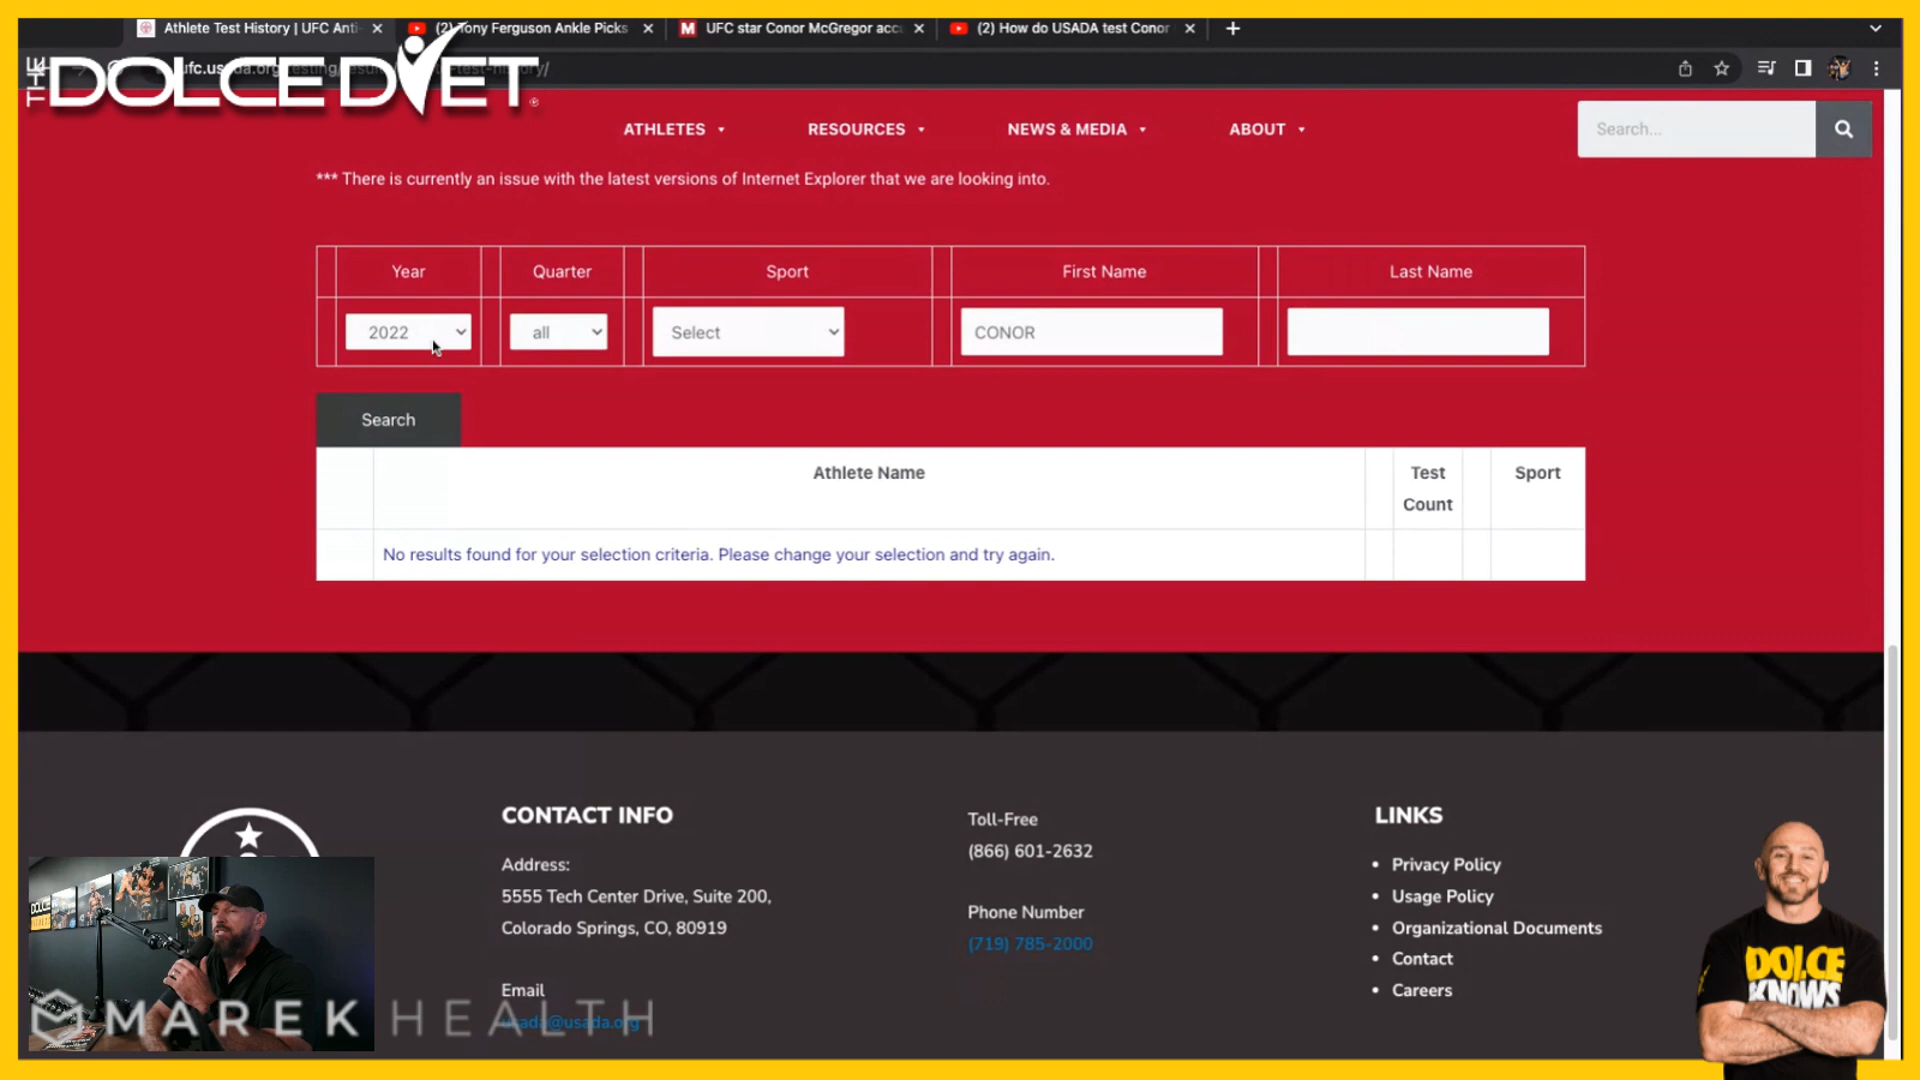 Athlete Test History | UFC Anti-
(2) Tony Ferguson Ankle Picks
UFC star Conor McGregor accu
(2) How do USADA test Conor
THE DOLCE DIET
ATHLETES
RESOURCES
NEWS & MEDIA
ABOUT
Search...
*** There is currently an issue with the latest versions of Internet Explorer that we are looking into.
Year
Quarter
Sport
First Name
Last Name
2022
all
Select
CONOR
Search
Athlete Name
Test
Count
Sport
No results found for your selection criteria. Please change your selection and try again.
CONTACT INFO
Address:
5555 Tech Center Drive, Suite 200,
Colorado Springs, CO, 80919
Email
usada@usada.org
Toll-Free
(866) 601-2632
Phone Number
(719) 785-2000
LINKS
• Privacy Policy
• Usage Policy
• Organizational Documents
• Contact
• Careers
MAREK HEALTH
DOLCE
KNOWS